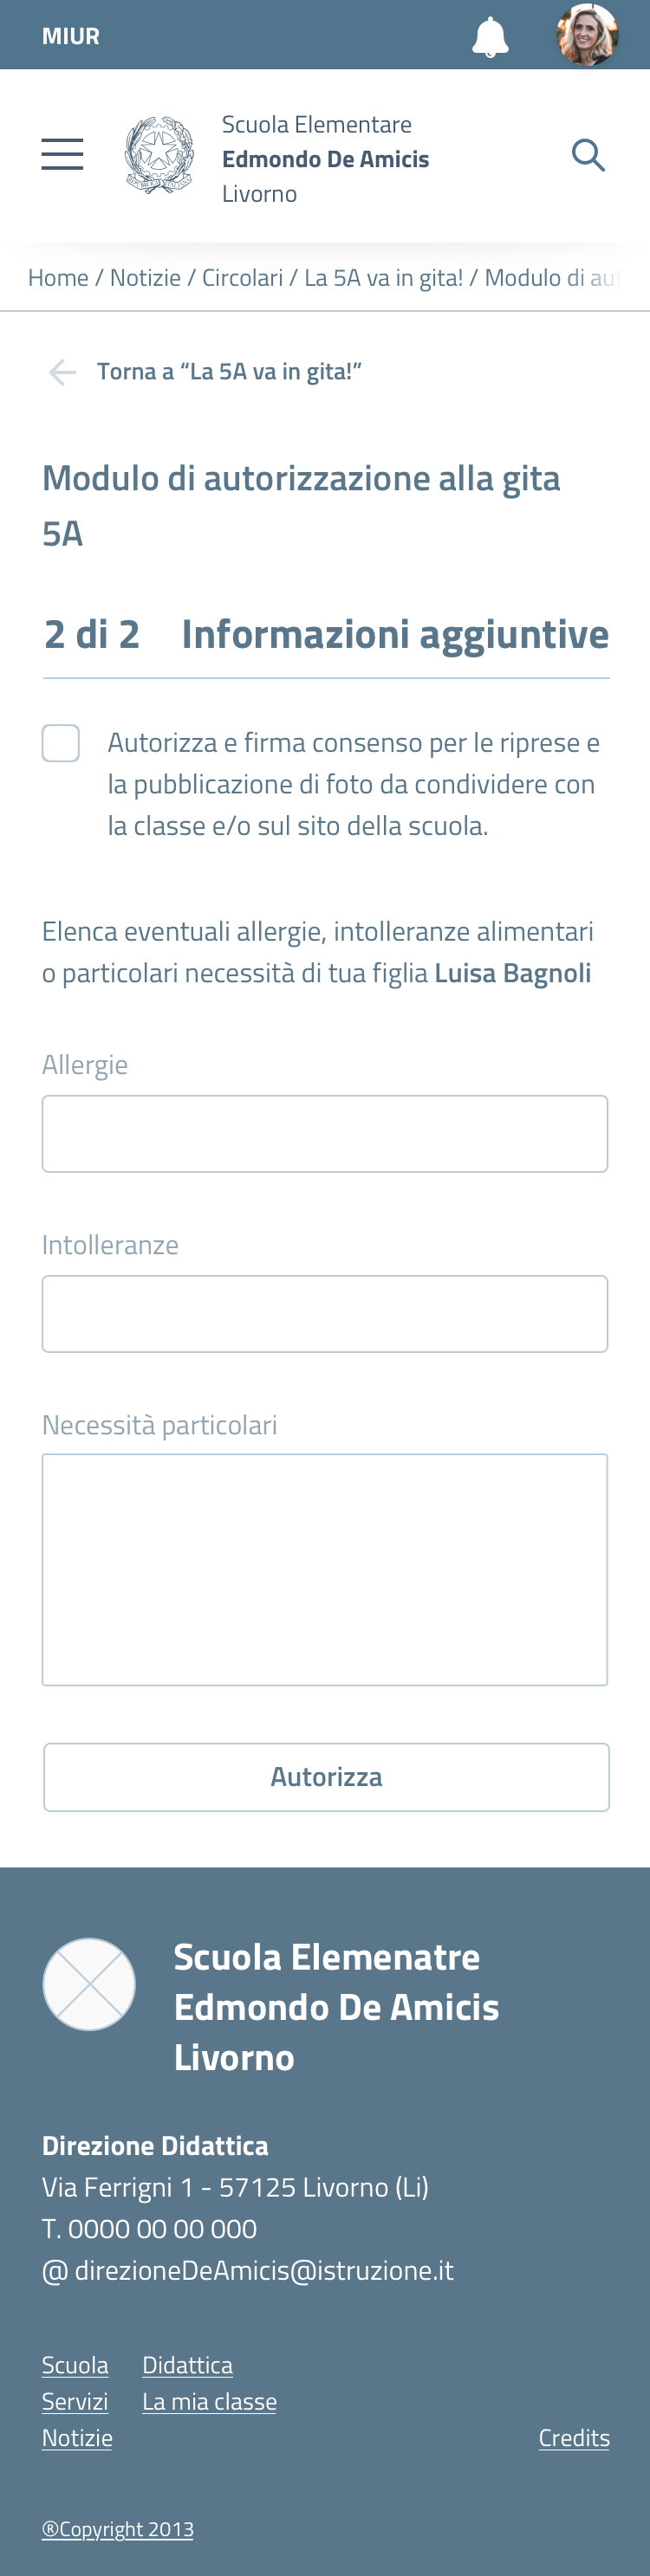 MIUR
Scuola Elementare
Edmondo De Amicis
Livorno
Home / Notizie / Circolari / La 5A va in gita! / Modulo di aut
Torna a “La 5A va in gita!”
Modulo di autorizzazione alla gita
5A
2 di 2 Informazioni aggiuntive
Autorizza e firma consenso per le riprese e
la pubblicazione di foto da condividere con
la classe e/o sul sito della scuola.
Elenca eventuali allergie, intolleranze alimentari
o particolari necessità di tua figlia Luisa Bagnoli
Allergie
Intolleranze
Necessità particolari
Autorizza
Scuola Elemenatre
Edmondo De Amicis
Livorno
Direzione Didattica
Via Ferrigni 1 - 57125 Livorno (Li)
T. 0000 00 00 000
@ direzioneDeAmicis@istruzione.it
Scuola Didattica
Servizi La mia classe
Notizie Credits
®Copyright 2013